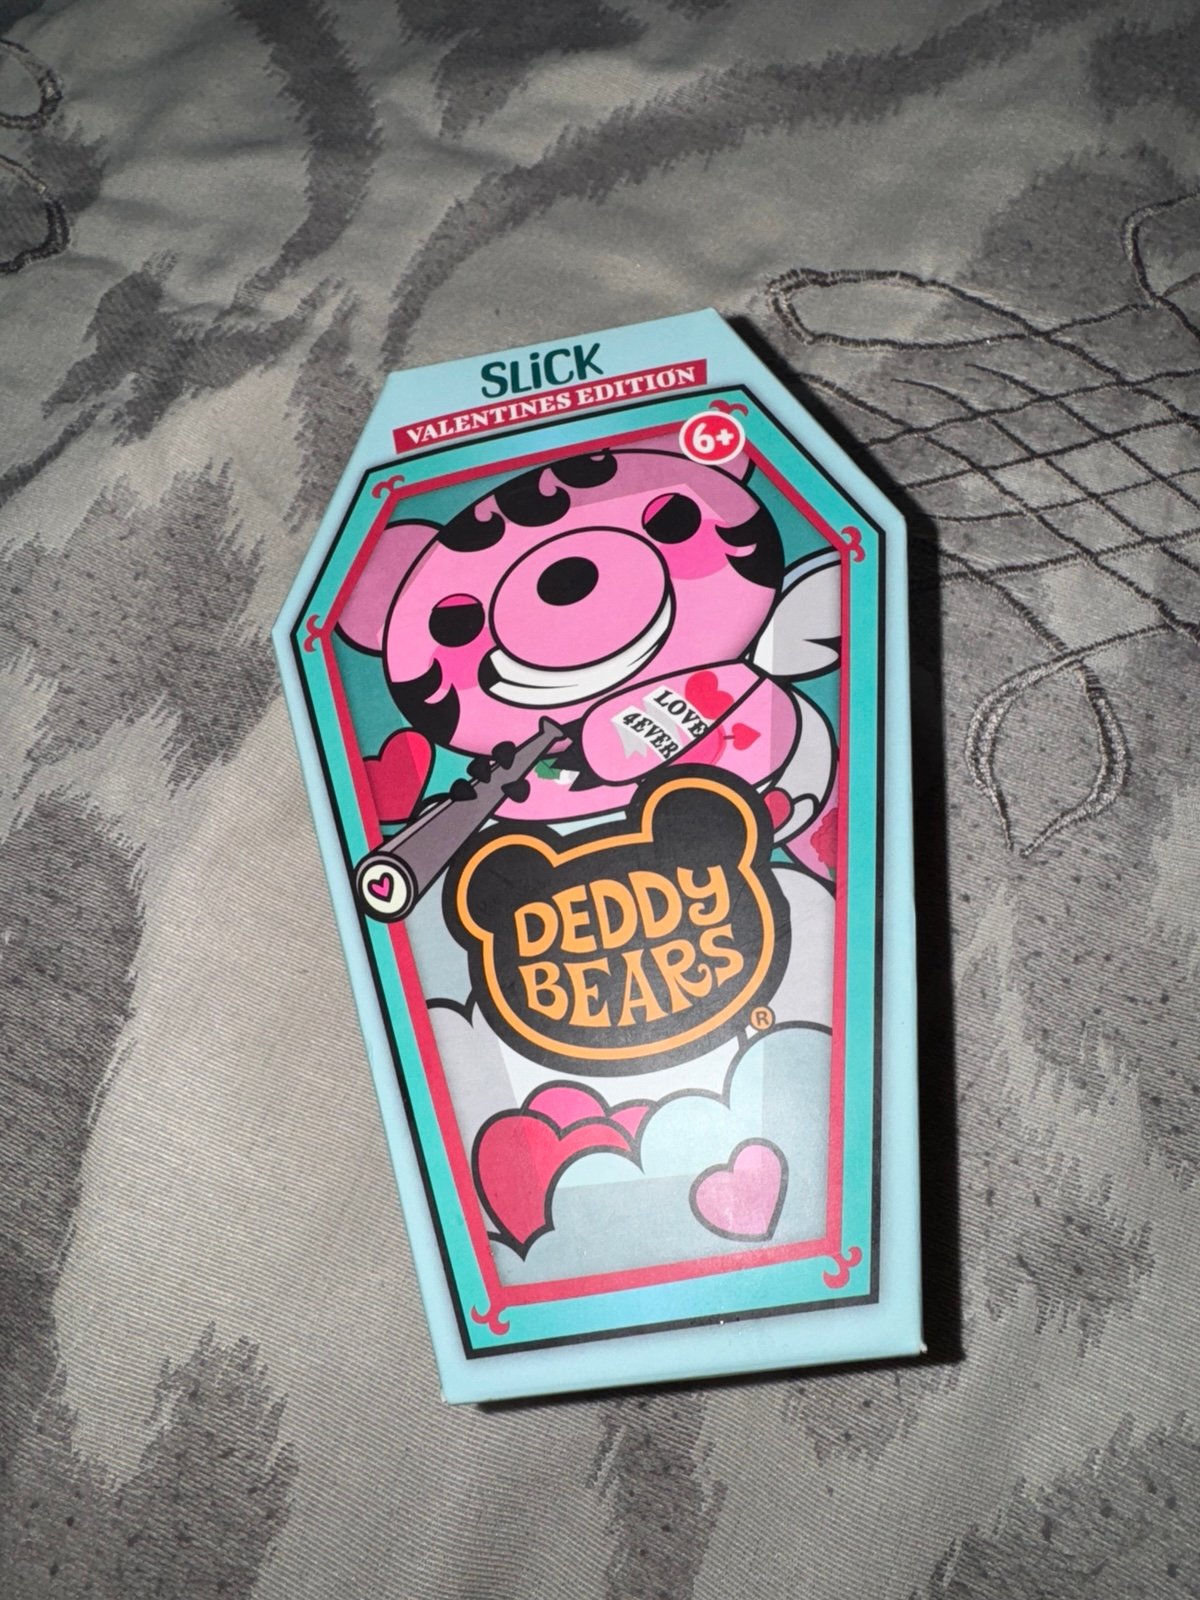 SLiCK
VALENTINES EDITION
6+
LOVE
4EVER
DEDDY
BEARS
®